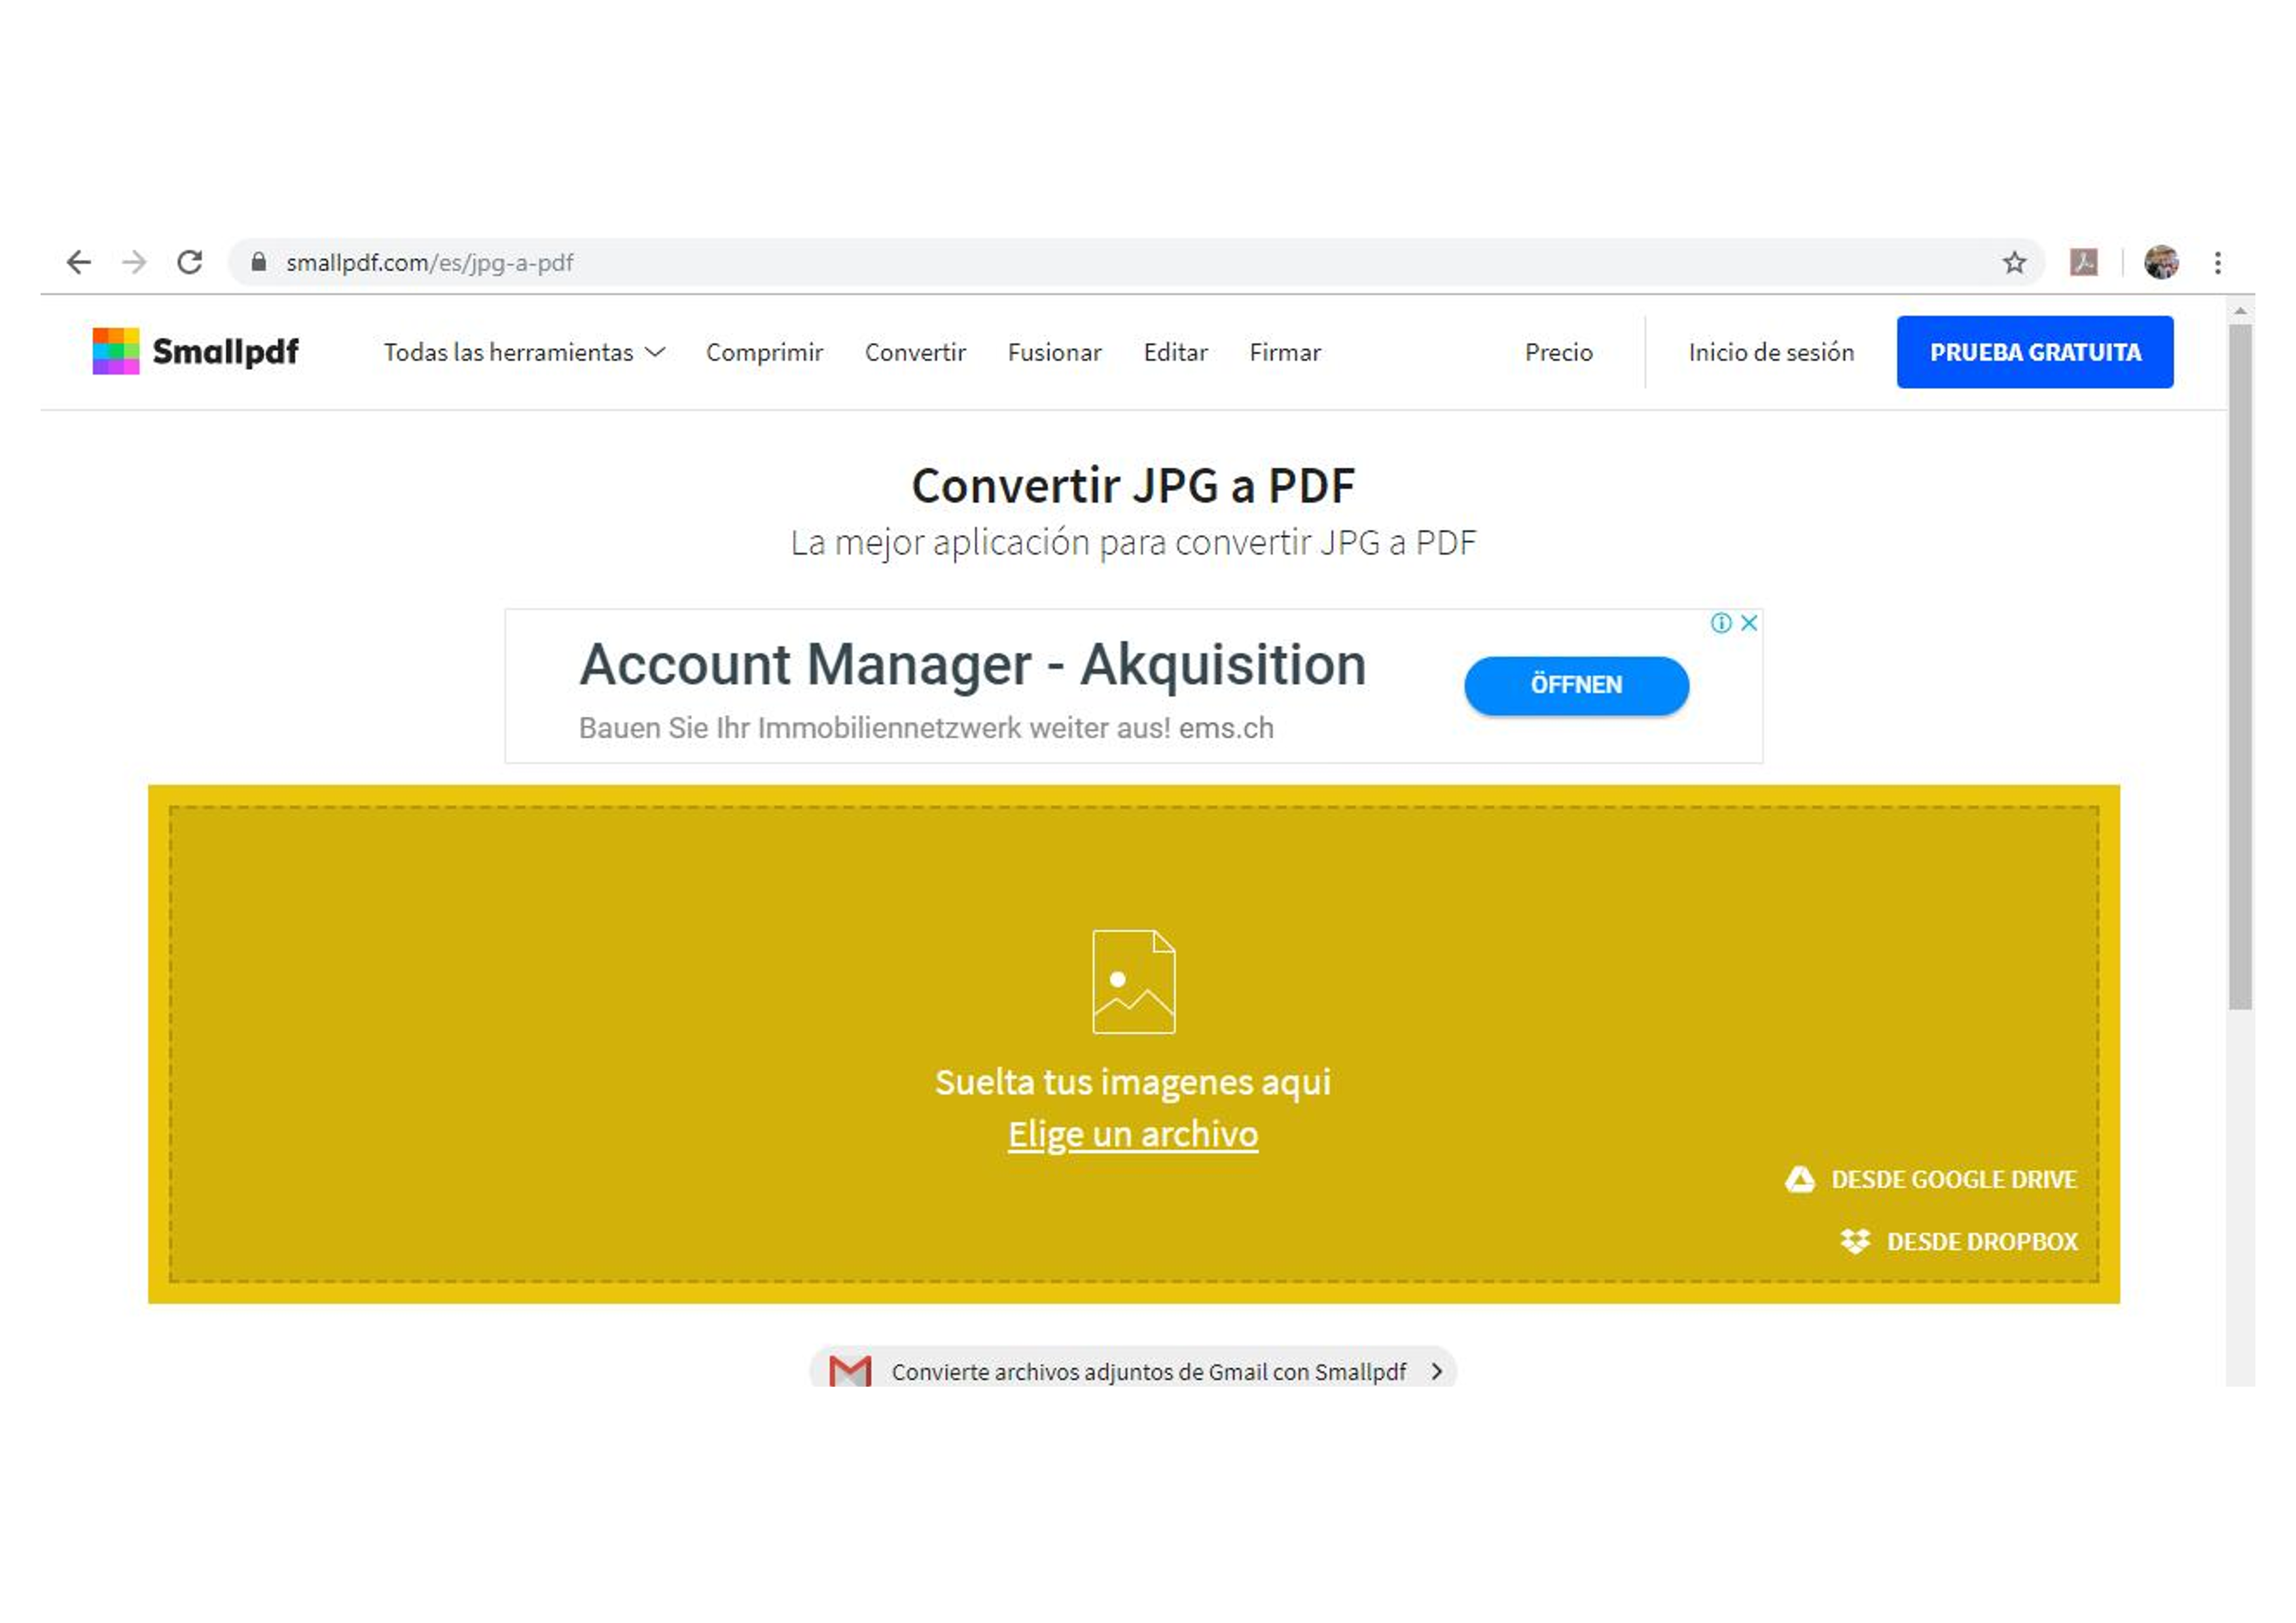 smallpdf.com/es/jpg-a-pdf
Smallpdf Todas las herramientas Comprimir Convertir Fusionar Editar Firmar Precio Inicio de sesión PRUEBA GRATUITA
Convertir JPG a PDF
La mejor aplicación para convertir JPG a PDF
Account Manager - Akquisition
ÖFFNEN
Bauen Sie Ihr Immobiliennetzwerk weiter aus! ems.ch
Suelta tus imagenes aqui
Elige un archivo
DESDE GOOGLE DRIVE
DESDE DROPBOX
Convierte archivos adjuntos de Gmail con Smallpdf